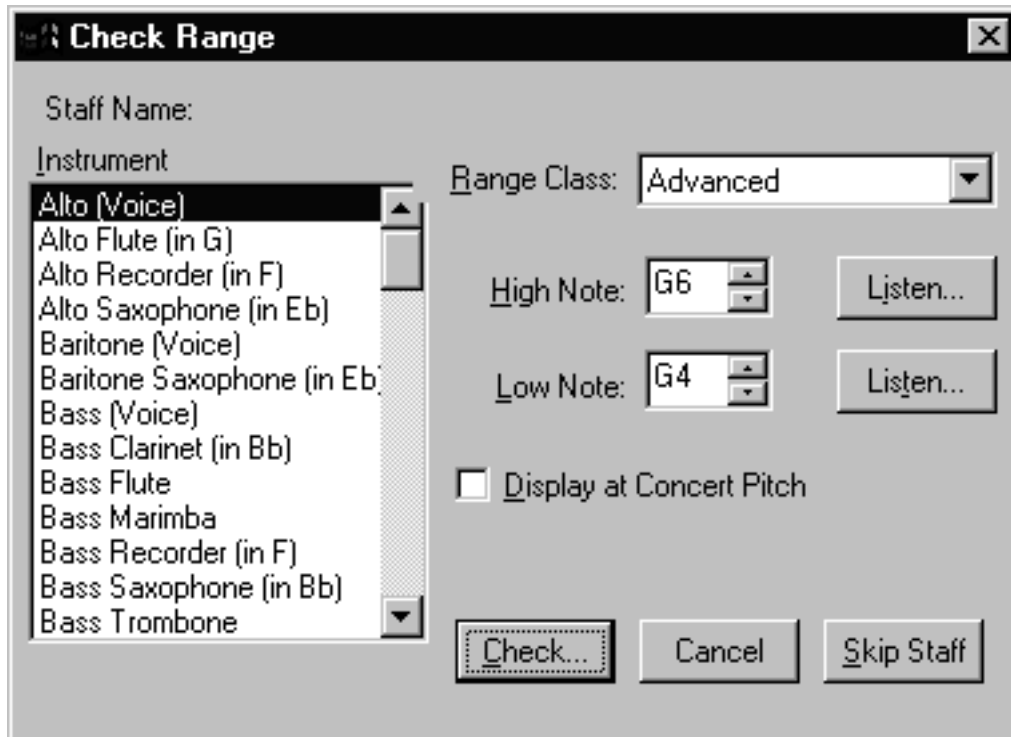 Check Range
Staff Name:
Instrument
Alto (Voice)
Alto Flute (in G)
Alto Recorder (in F)
Alto Saxophone (in Eb)
Baritone (Voice)
Baritone Saxophone (in Eb
Bass (Voice)
Bass Clarinet (in Bb)
Bass Flute
Bass Marimba
Bass Recorder (in F)
Bass Saxophone (in Bb)
Bass Trombone
Range Class: Advanced
High Note: G6 Listen...
Low Note: G4 Listen...
Display at Concert Pitch
Check... Cancel Skip Staff